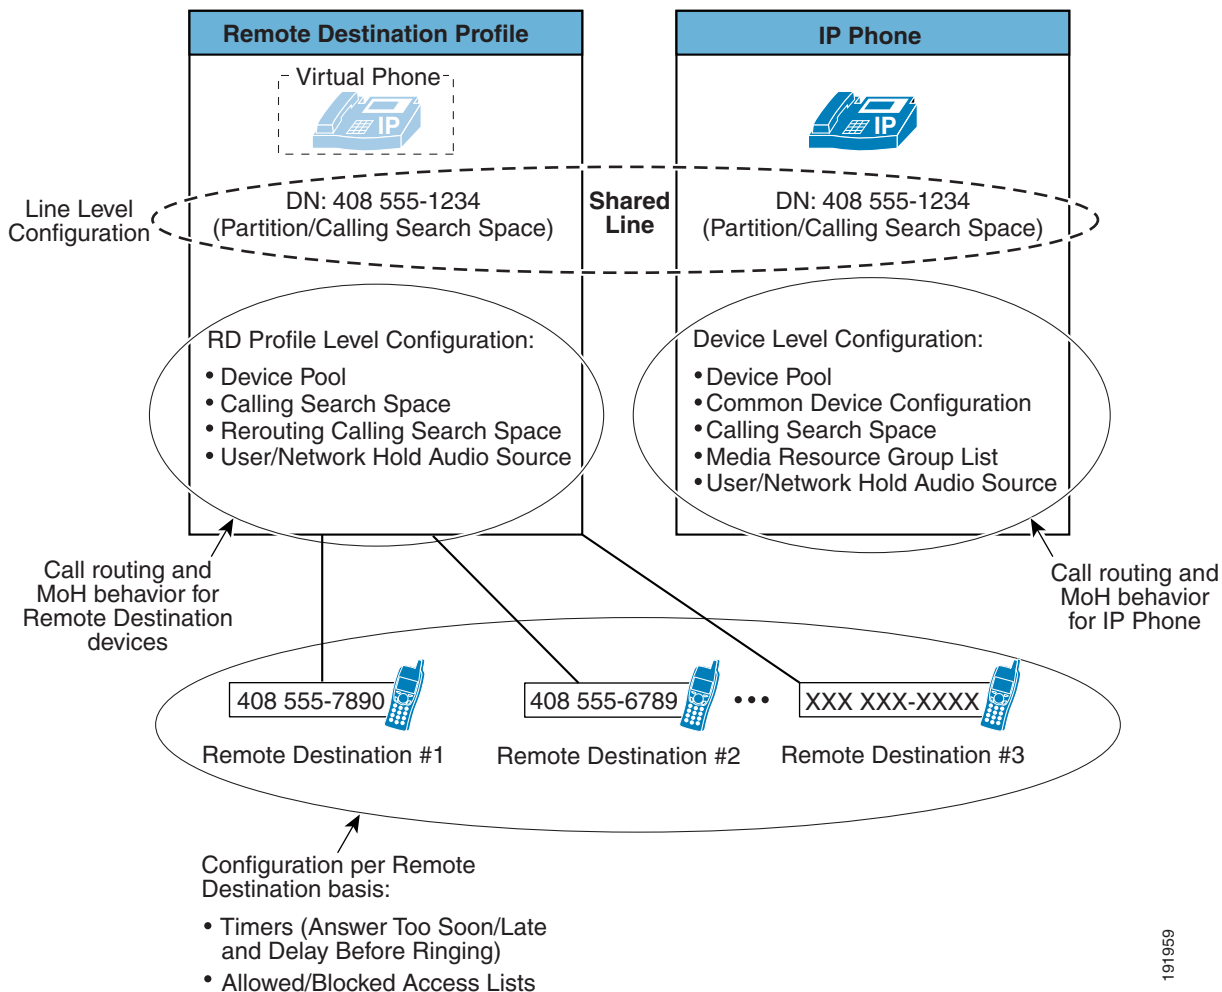 Remote Destination Profile
IP Phone
Virtual Phone
IP
IP
Line Level
Configuration
DN: 408 555-1234
(Partition/Calling Search Space)
Shared
Line
DN: 408 555-1234
(Partition/Calling Search Space)
RD Profile Level Configuration:
• Device Pool
• Calling Search Space
• Rerouting Calling Search Space
• User/Network Hold Audio Source
Device Level Configuration:
• Device Pool
• Common Device Configuration
• Calling Search Space
• Media Resource Group List
• User/Network Hold Audio Source
Call routing and
MoH behavior for
Remote Destination
devices
Call routing and
MoH behavior
for IP Phone
408 555-7890
408 555-6789
•••
XXX XXX-XXXX
Remote Destination #1
Remote Destination #2
Remote Destination #3
Configuration per Remote
Destination basis:
• Timers (Answer Too Soon/Late
and Delay Before Ringing)
• Allowed/Blocked Access Lists
191959